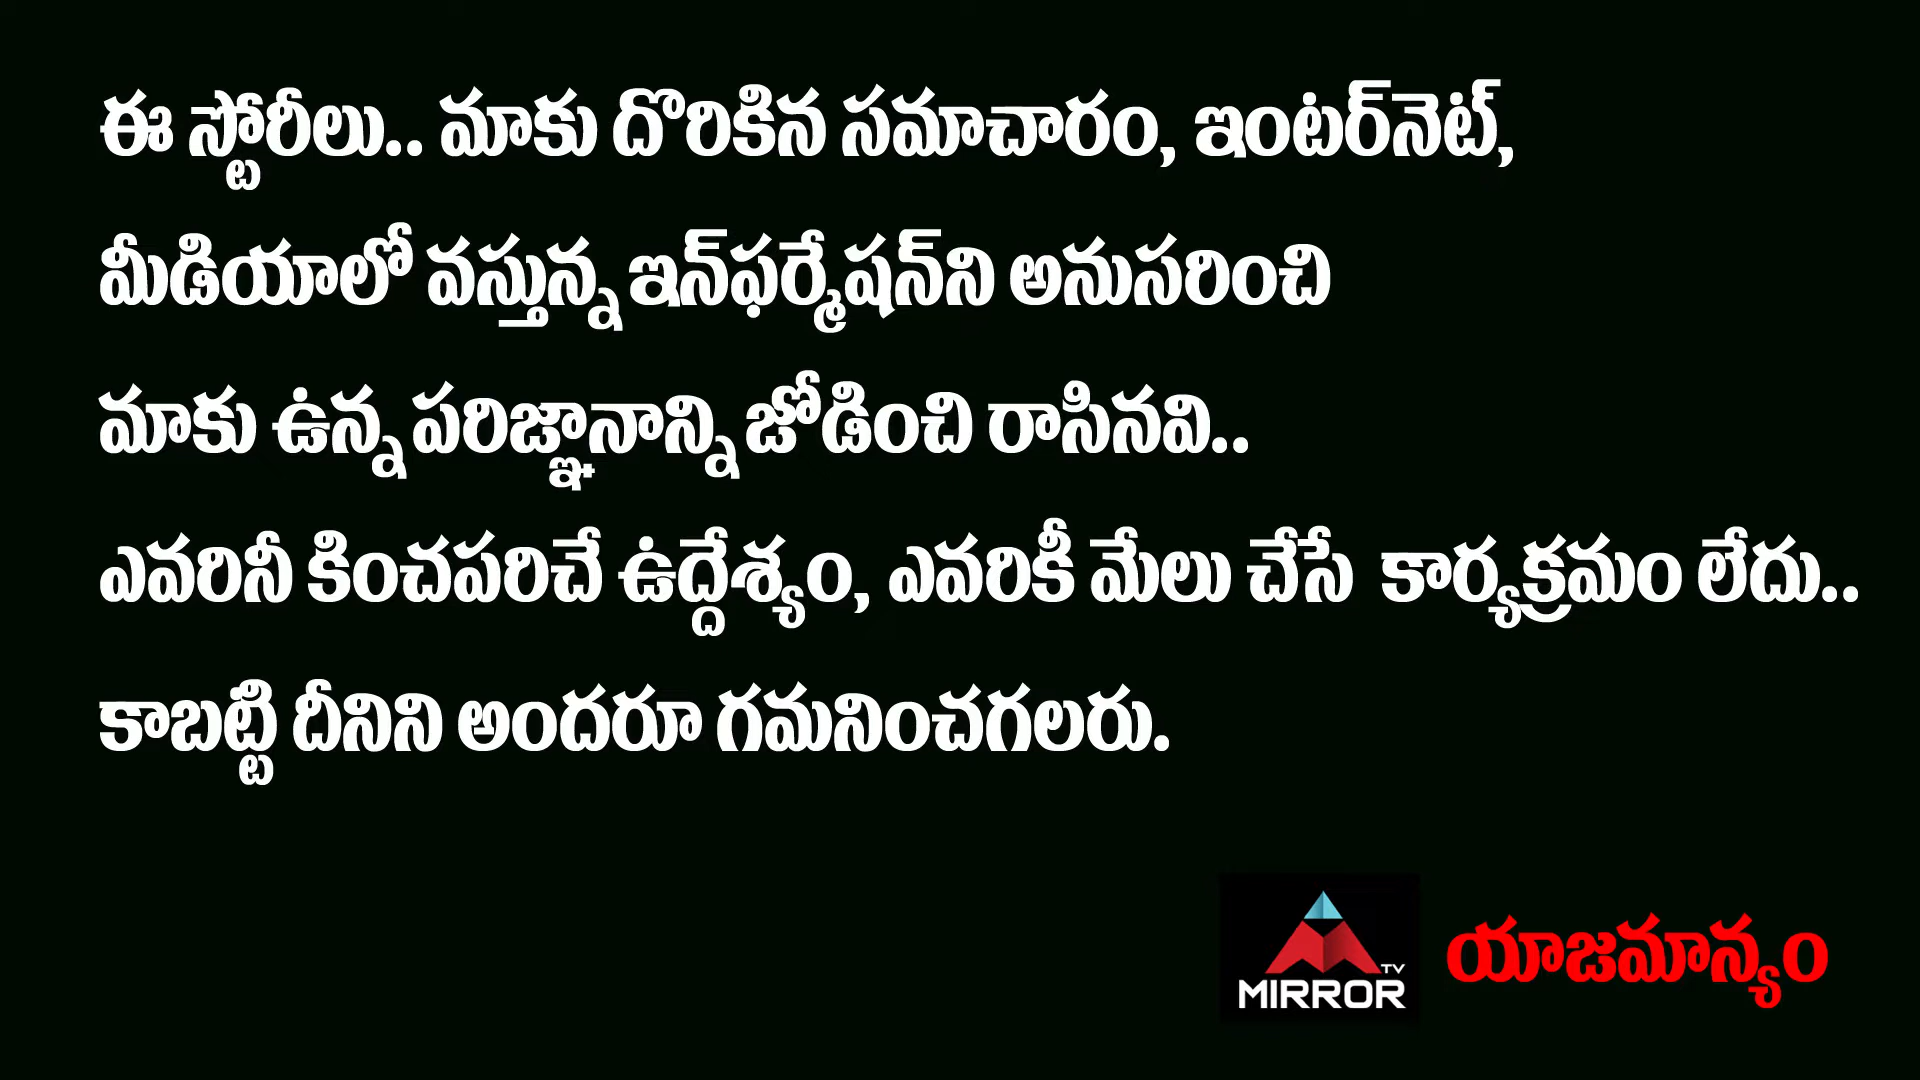 ఈ స్టోరీలు.. మాకు దొరికిన సమాచారం, ఇంటర్‌నెట్,
మీడియాలో వస్తున్న ఇన్‌ఫర్మేషన్‌ని అనుసరించి
మాకు ఉన్న పరిజ్ఞానాన్ని జోడించి రాసినవి..
ఎవరినీ కించపరిచే ఉద్దేశ్యం, ఎవరికీ మేలు చేసే కార్యక్రమం లేదు..
కాబట్టి దీనిని అందరూ గమనించగలరు.
TV
MIRROR
యాజమాన్యం